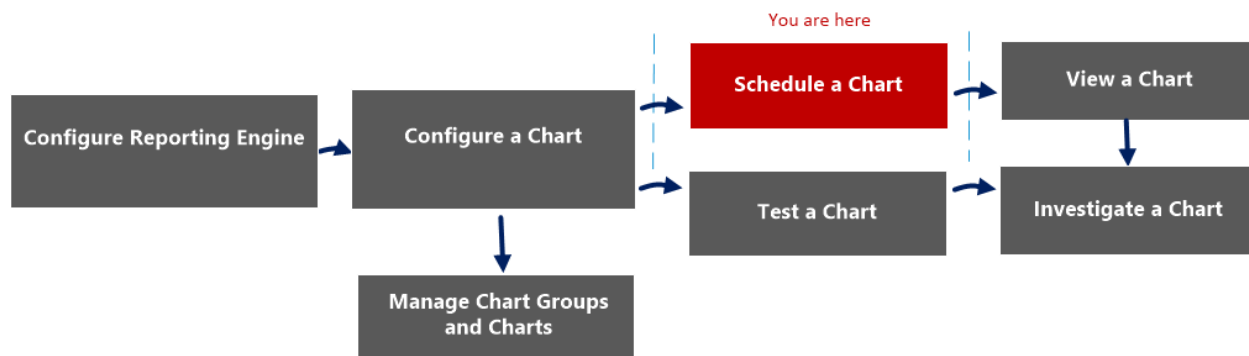 You are here
Configure Reporting Engine
Configure a Chart
Schedule a Chart
View a Chart
Test a Chart
Investigate a Chart
Manage Chart Groups
and Charts